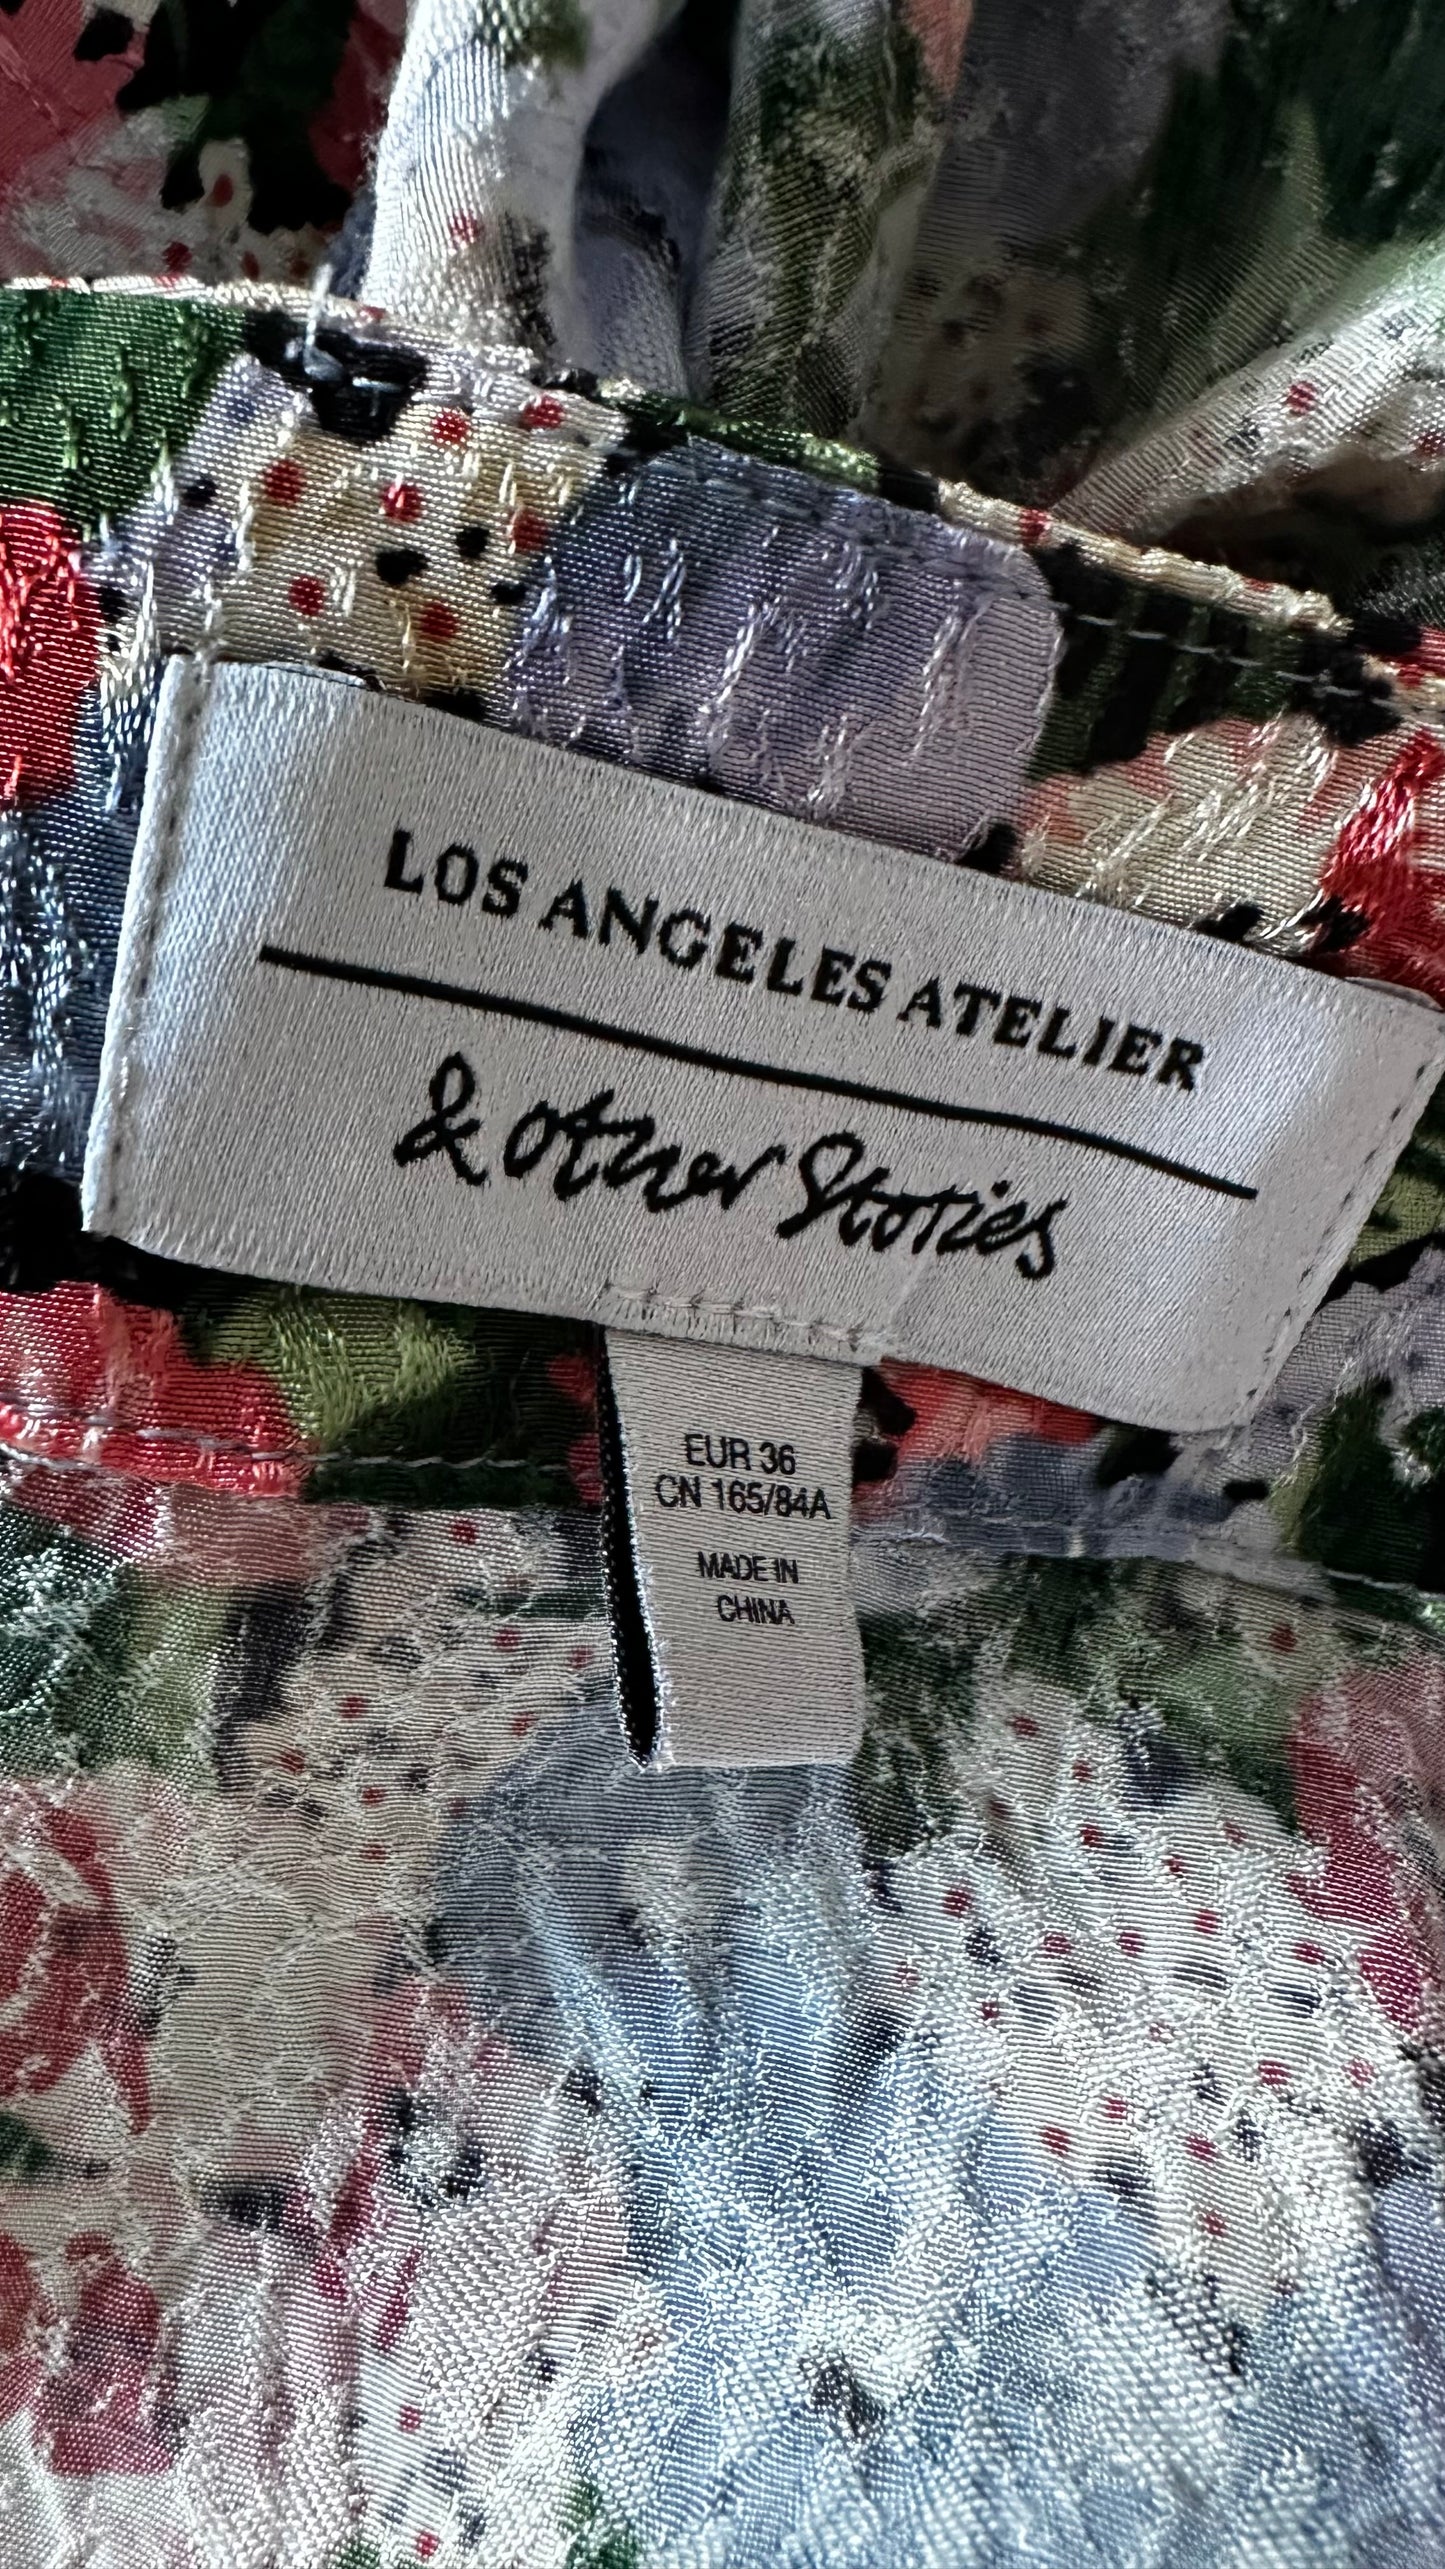 LOS ANGELES ATELIER
& other Stories
EUR 36
CN 165/84A
MADE IN
CHINA